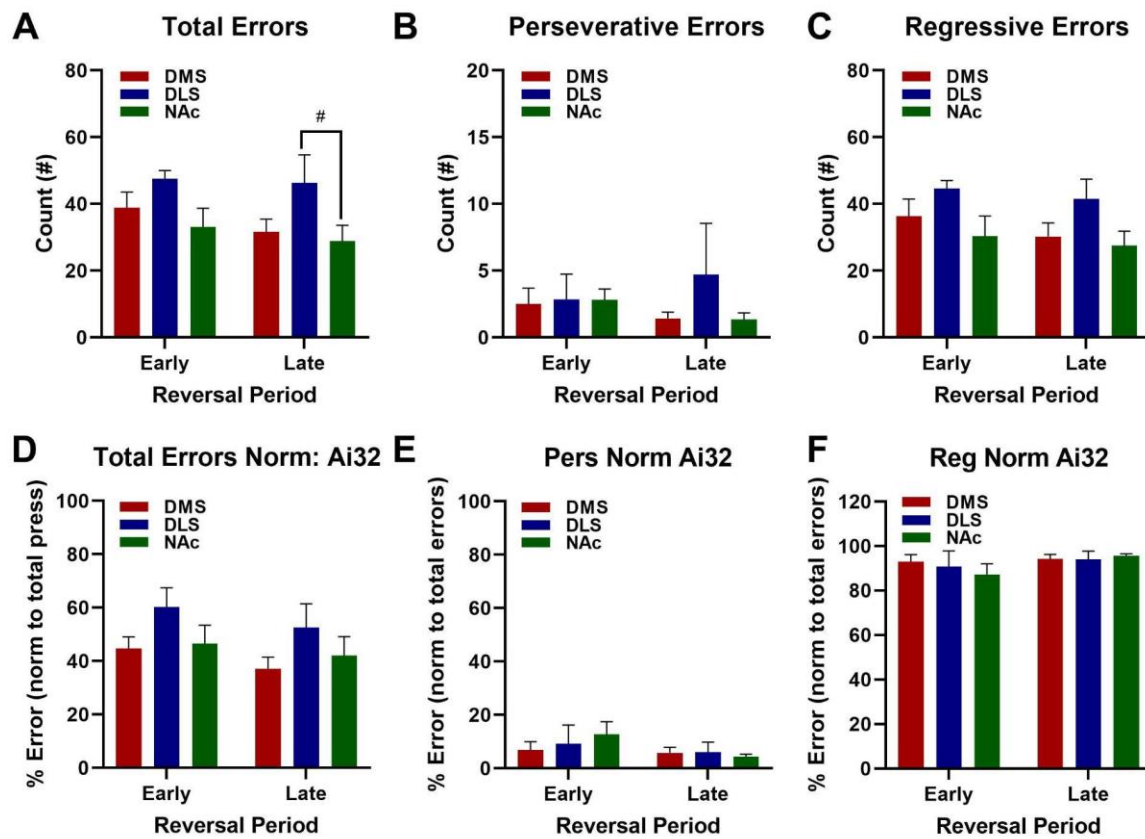 A Total Errors
80
60
40
20
0
Count (#)
DMS
DLS
NAc
#
Early Late
Reversal Period
B Perseverative Errors
20
15
10
5
0
Count (#)
DMS
DLS
NAc
Early Late
Reversal Period
C Regressive Errors
80
60
40
20
0
Count (#)
DMS
DLS
NAc
Early Late
Reversal Period
D Total Errors Norm: Ai32
100
80
60
40
20
0
% Error (norm to total press)
DMS
DLS
NAc
Early Late
Reversal Period
E Pers Norm Ai32
100
80
60
40
20
0
% Error (norm to total errors)
DMS
DLS
NAc
Early Late
Reversal Period
F Reg Norm Ai32
120
100
80
60
40
20
0
% Error (norm to total errors)
DMS
DLS
NAc
Early Late
Reversal Period